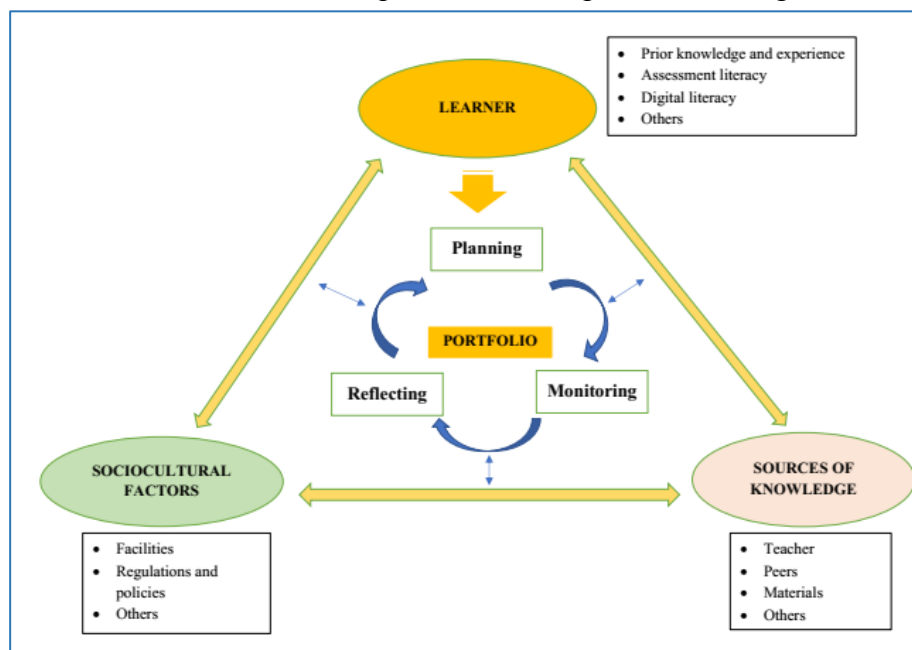 • Prior knowledge and experience
• Assessment literacy
• Digital literacy
• Others
LEARNER
Planning
PORTFOLIO
Reflecting
Monitoring
SOCIOCULTURAL
FACTORS
SOURCES OF
KNOWLEDGE
• Facilities
• Regulations and
policies
• Others
• Teacher
• Peers
• Materials
• Others